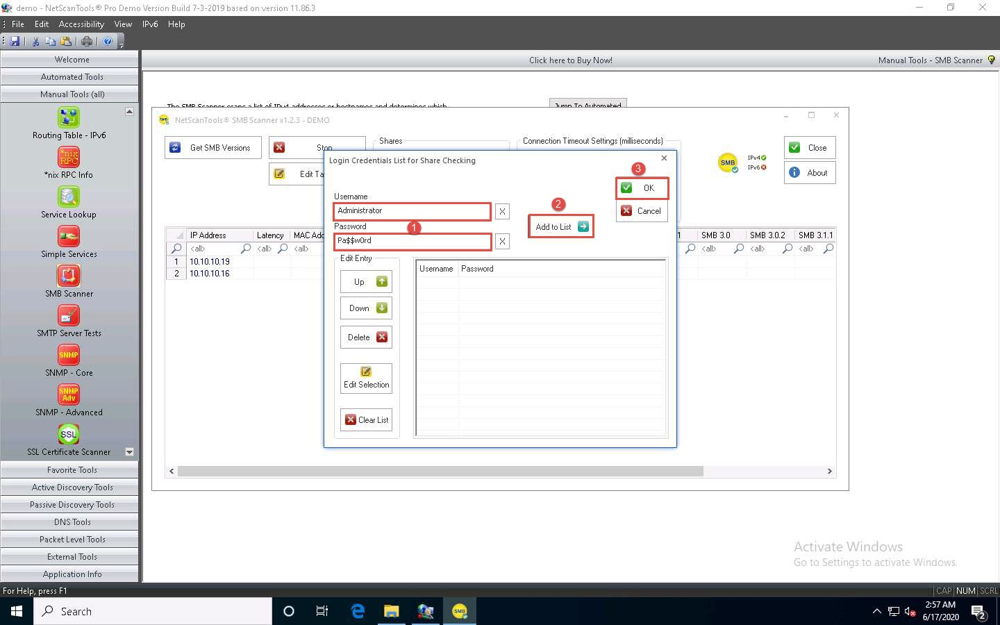 demo - NetScanTools® Pro Demo Version Build 7-3-2019 based on version 11.86.3
File Edit Accessibility View IPv6 Help
Welcome
Automated Tools
Manual Tools (all)
Routing Table - IPv6
*nix RPC
*nix RPC Info
Service Lookup
Simple Services
SMB Scanner
SMTP Server Tests
SNMP
SNMP - Core
SNMP Adv
SNMP - Advanced
SSL
SSL Certificate Scanner
Favorite Tools
Active Discovery Tools
Passive Discovery Tools
DNS Tools
Packet Level Tools
External Tools
Application Info
Click here to Buy Now!
Manual Tools - SMB Scanner
The SMB Scanner scans a list of IPv4 addresses or hostnames and determines which
Jump To Automated
SMB NetScanTools® SMB Scanner v1.2.3 - DEMO
Get SMB Versions
Stop
Edit Ta
Shares
Connection Timeout Settings (milliseconds)
SMB
IPv4
IPv6
Close
About
IP Address Latency MAC Add 1 SMB 3.0 SMB 3.0.2 SMB 3.1.1
<all> <all> <all> <all> <all> <all>
1 10.10.10.19
2 10.10.10.16
Login Credentials List for Share Checking
3
OK
Cancel
Username
Administrator
X
2
Add to List
Password
1
Pa$$w0rd
X
Edit Entry
Up
Down
Delete
Edit Selection
Clear List
Username Password
Activate Windows
Go to Settings to activate Windows.
For Help, press F1
CAP NUM SCRL
Search
SMB
2:57 AM
6/17/2020
2